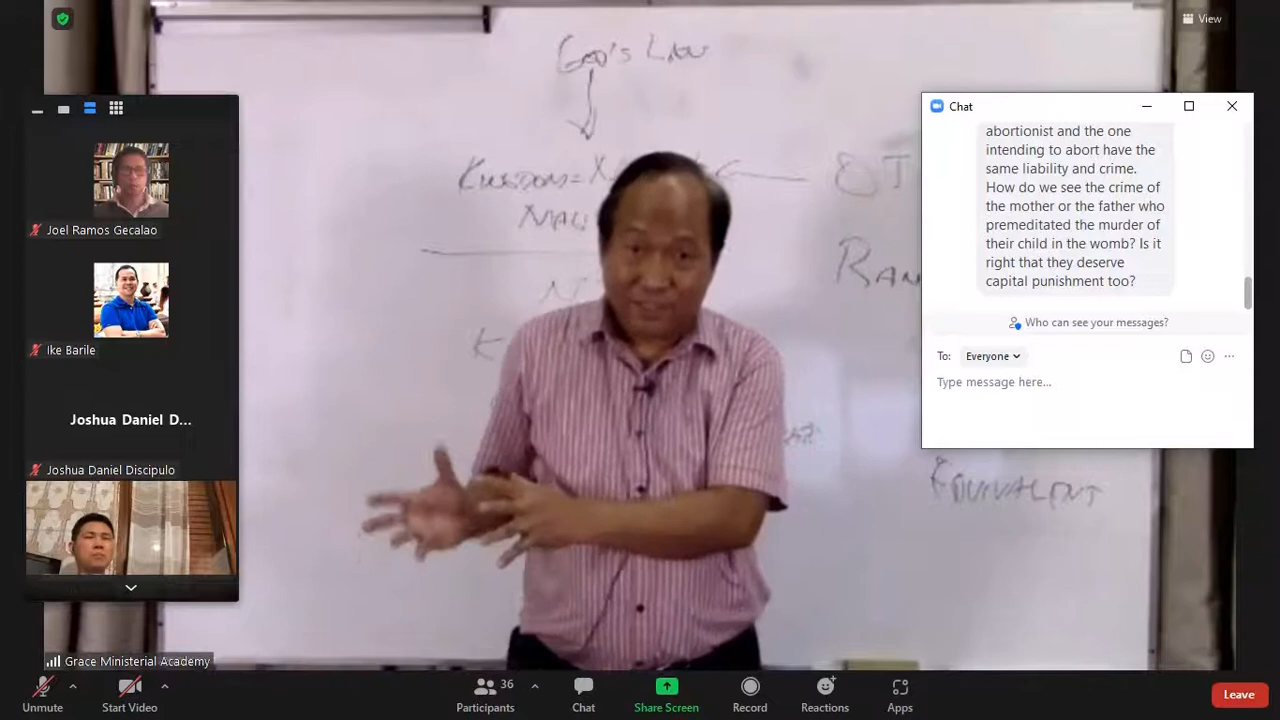 View
GOD'S LAW
Joel Ramos Gecalao
Ike Barile
Joshua Daniel D...
Joshua Daniel Discipulo
Grace Ministerial Academy
Chat
abortionist and the one
intending to abort have the
same liability and crime.
How do we see the crime of
the mother or the father who
premeditated the murder of
their child in the womb? Is it
right that they deserve
capital punishment too?
Who can see your messages?
To: Everyone
Type message here...
EQUIVALENT
Unmute
Start Video
36
Participants
Chat
Share Screen
Record
Reactions
Apps
Leave